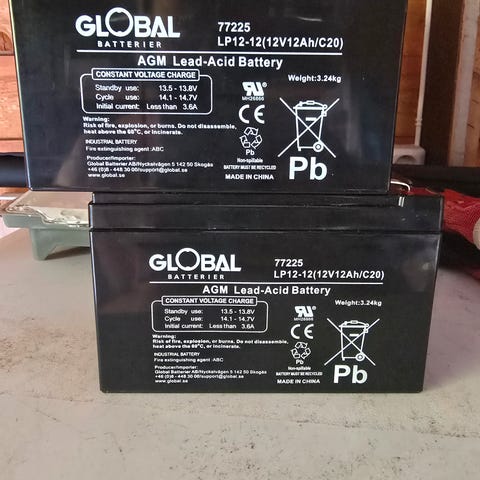 GLOBAL
BATTERIER
77225
LP12-12(12V12Ah/C20)
AGM Lead-Acid Battery
CONSTANT VOLTAGE CHARGE
Standby use: 13.5 - 13.8V
Cycle use: 14.1 - 14.7V
Initial current: Less than 3.6A
Weight:3.24kg
MH26866
Warning:
Risk of fire, explosion, or burns. Do not disassemble,
heat above the 60°C, or incinerate.
INDUSTRIAL BATTERY
Fire extinguishing agent :ABC
Producer/importer:
Global Batterier AB/Nyckelvägen 5 142 50 Skogås
+46 (0)8 - 448 30 00/support@global.se
www.global.se
Pb
Non-spillable
BATTERY MUST BE RECYCLED
MADE IN CHINA
Pb
GLOBAL
BATTERIER
77225
LP12-12(12V12Ah/C20)
AGM Lead-Acid Battery
CONSTANT VOLTAGE CHARGE
Standby use: 13.5 - 13.8V
Cycle use: 14.1 - 14.7V
Initial current: Less than 3.6A
Weight:3.24kg
MH26866
Warning:
Risk of fire, explosion, or burns. Do not disassemble,
heat above the 60°C, or incinerate.
INDUSTRIAL BATTERY
Fire extinguishing agent :ABC
Producer/importer:
Global Batterier AB/Nyckelvägen 5 142 50 Skogås
+46 (0)8 - 448 30 00/support@global.se
www.global.se
Pb
Non-spillable
BATTERY MUST BE RECYCLED
MADE IN CHINA
Pb